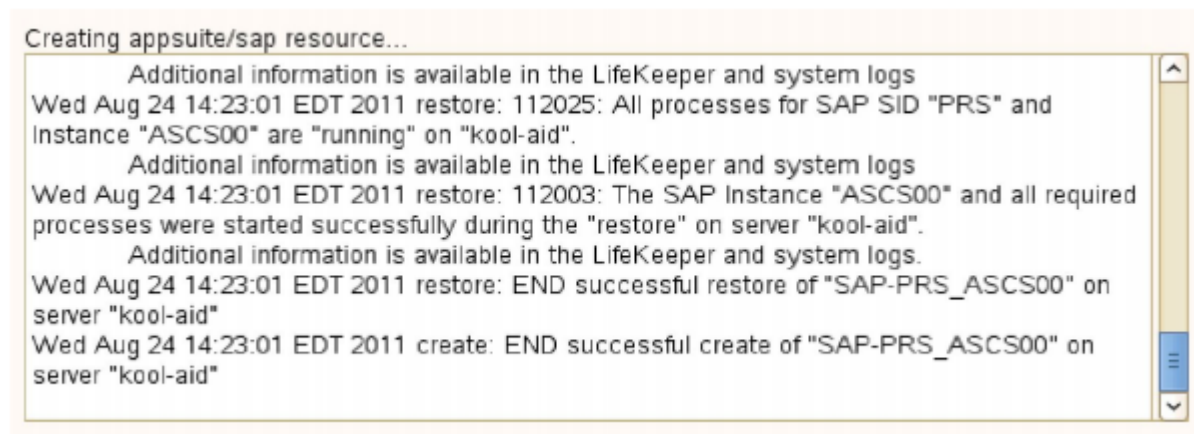 Creating appsuite/sap resource...
Additional information is available in the LifeKeeper and system logs
Wed Aug 24 14:23:01 EDT 2011 restore: 112025: All processes for SAP SID "PRS" and
Instance "ASCS00" are "running" on "kool-aid".
Additional information is available in the LifeKeeper and system logs
Wed Aug 24 14:23:01 EDT 2011 restore: 112003: The SAP Instance "ASCS00" and all required
processes were started successfully during the "restore" on server "kool-aid".
Additional information is available in the LifeKeeper and system logs.
Wed Aug 24 14:23:01 EDT 2011 restore: END successful restore of "SAP-PRS_ASCS00" on
server "kool-aid"
Wed Aug 24 14:23:01 EDT 2011 create: END successful create of "SAP-PRS_ASCS00" on
server "kool-aid"